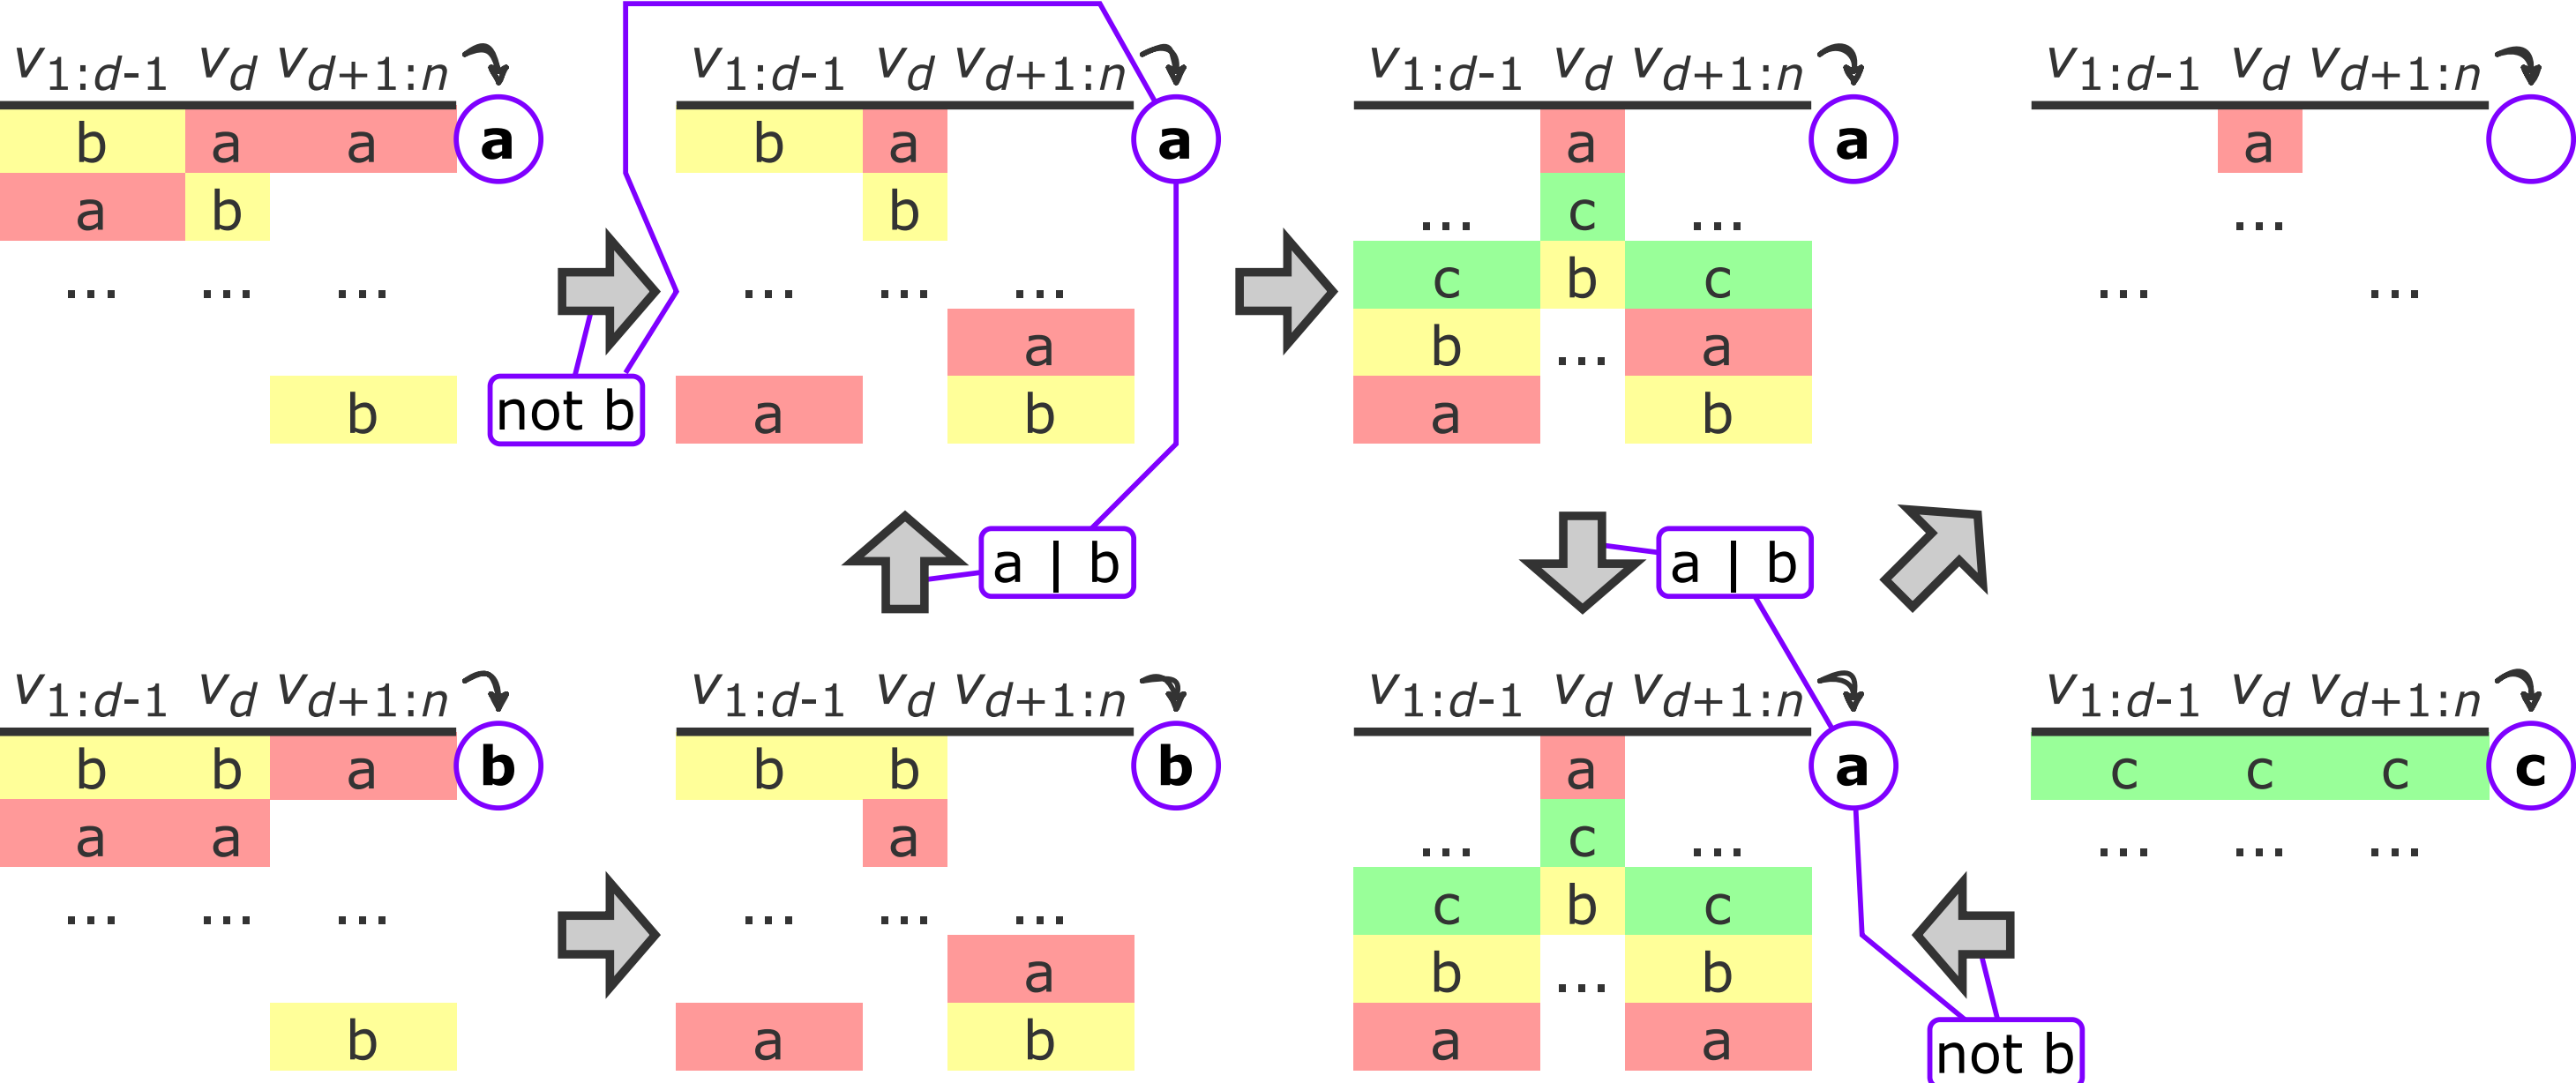 v1:d-1 vd vd+1:n v1:d-1 vd vd+1:n v1:d-1 vd vd+1:n v1:d-1 vd vd+1:n
b a a a b a a a a a
a b b ... c ... ...
... ... ... ... ... ... c b c ... ...
a b ... a
b not b a b a b
a | b a | b
v1:d-1 vd vd+1:n v1:d-1 vd vd+1:n v1:d-1 vd vd+1:n v1:d-1 vd vd+1:n
b b a b b b b a a c c c c
a a a ... c ... ... ... ...
... ... ... ... ... ... c b c
a b ... b
b a b a a not b